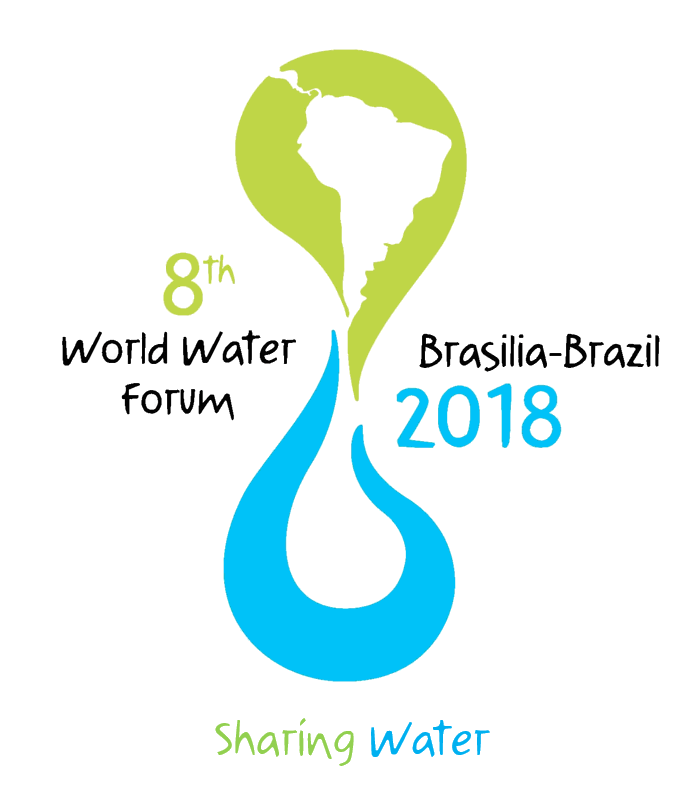 8th
World Water
Forum
Brasilia-Brazil
2018
Sharing Water